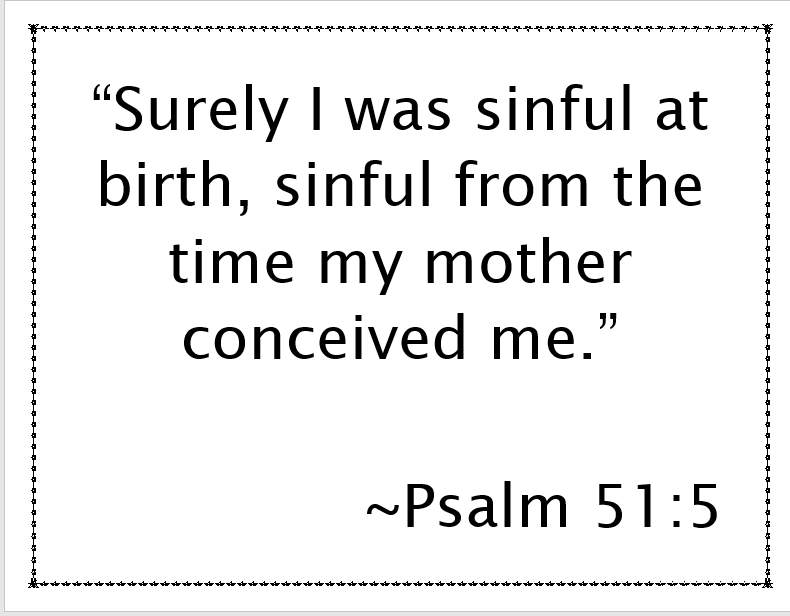 “Surely I was sinful at
birth, sinful from the
time my mother
conceived me.”
~Psalm 51:5